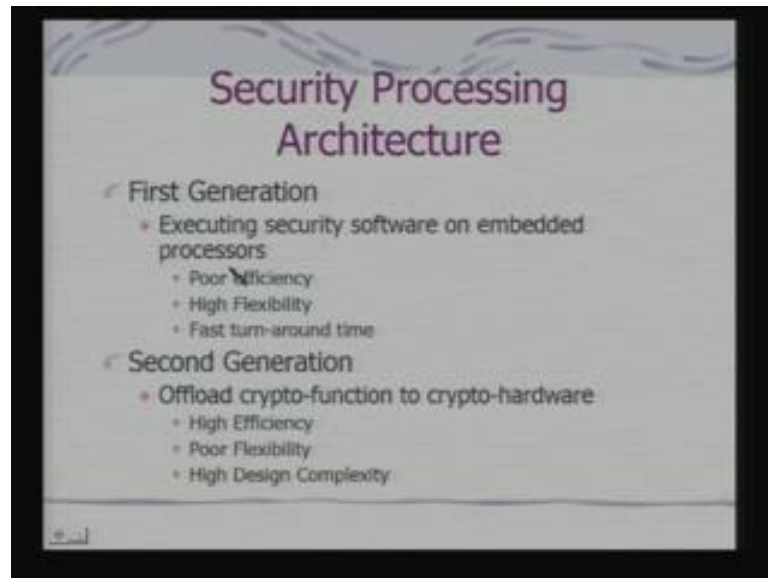 Security Processing
Architecture
First Generation
Executing security software on embedded
processors
Poor Efficiency
High Flexibility
Fast turn-around time
Second Generation
Offload crypto-function to crypto-hardware
High Efficiency
Poor Flexibility
High Design Complexity